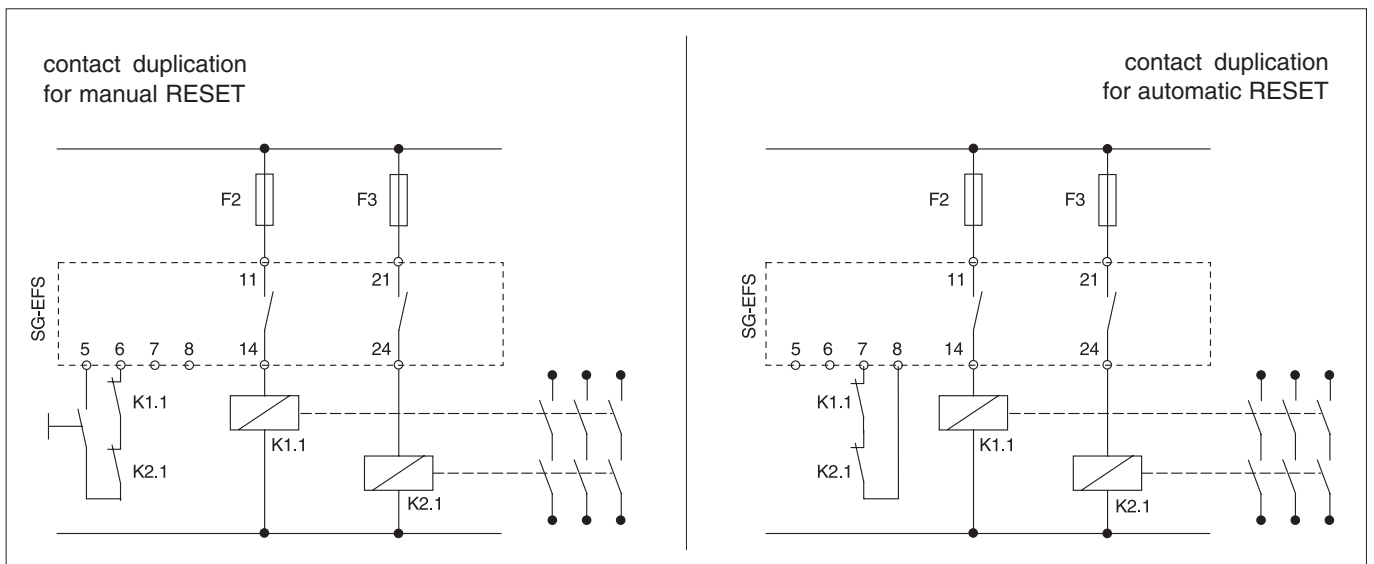 contact duplication
for manual RESET
F2 F3
SG-EFS
11 21
5 6 7 8 14 24
K1.1
K1.1
K2.1
K2.1
contact duplication
for automatic RESET
F2 F3
SG-EFS
11 21
5 6 7 8 14 24
K1.1
K1.1
K2.1
K2.1